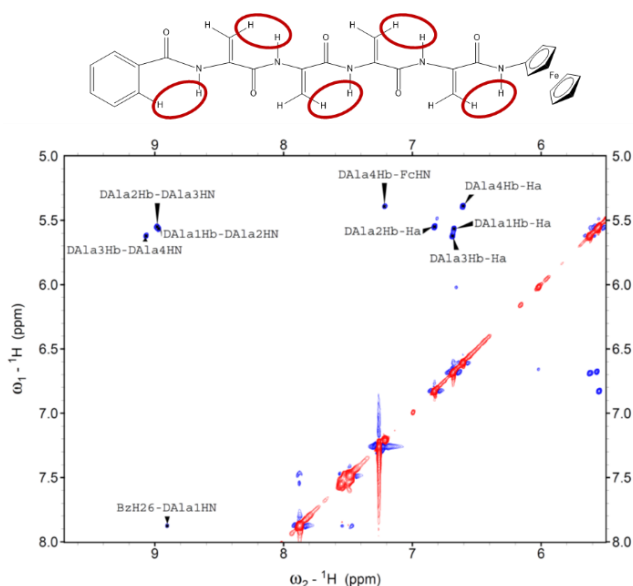 H H H H
O H O H O
N N N N N
H O H O H
H H H H H
Fe
5.0 9 8 7 6 5.0
DAla2Hb-DAla3HN DAla4Hb-FcHN DAla4Hb-Ha
5.5 DAla1Hb-DAla2HN DAla2Hb-Ha DAla1Hb-Ha 5.5
DAla3Hb-DAla4HN DAla3Hb-Ha
6.0 6.0
6.5 6.5
ω1 - 1H (ppm)
7.0 7.0
7.5 7.5
BzH26-DAla1HN
8.0 8.0
9 8 7 6
ω2 - 1H (ppm)